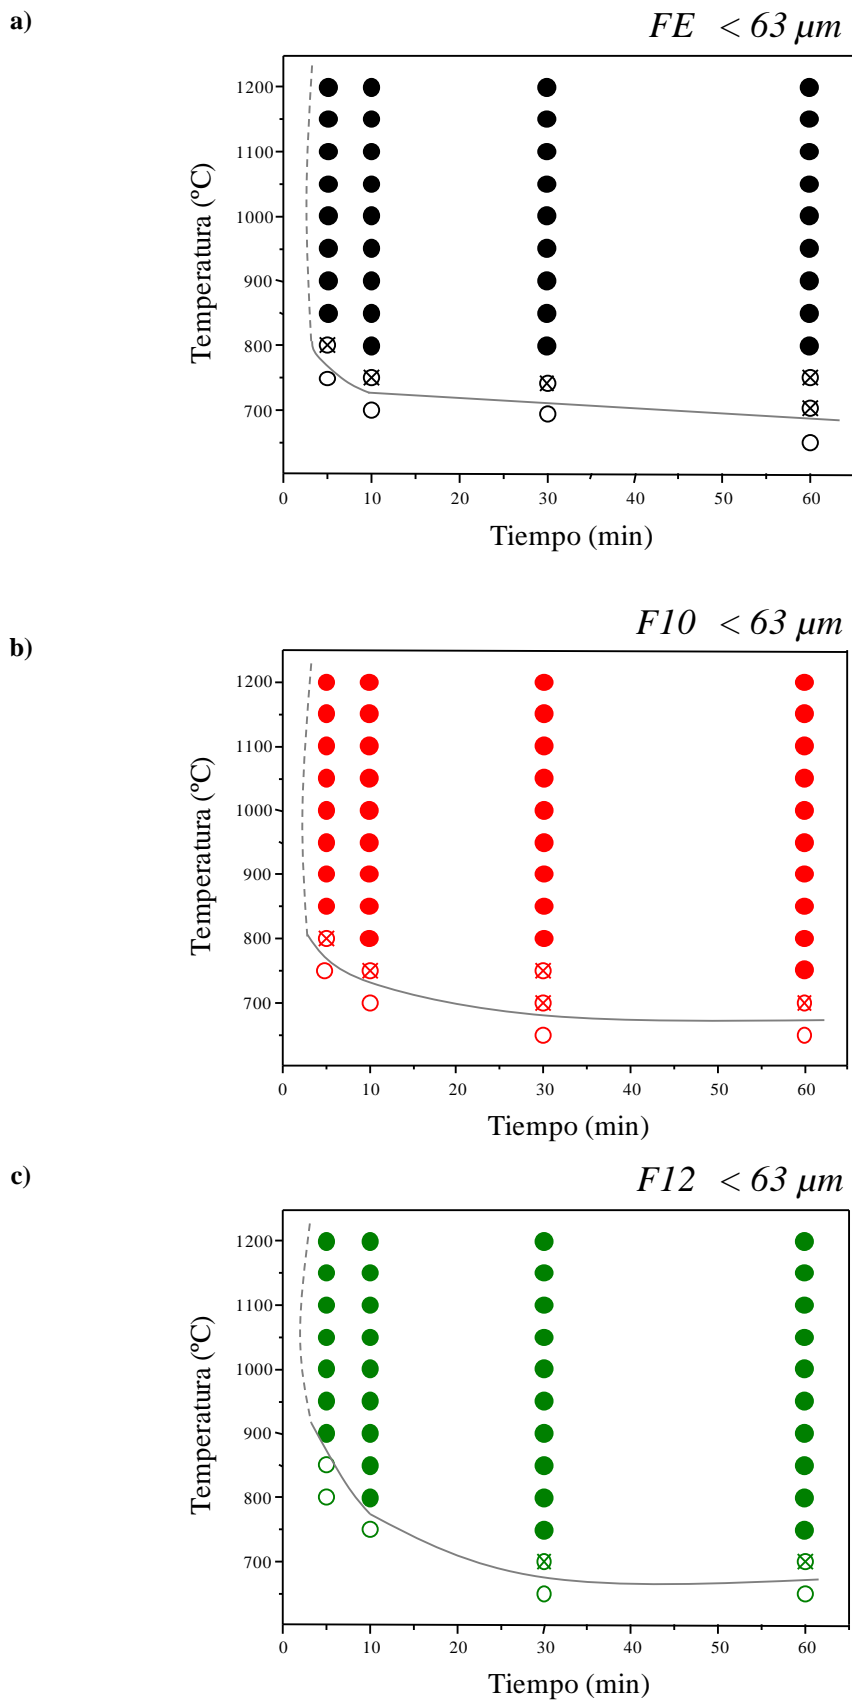 a)
FE < 63 μm
1200
1100
1000
900
800
700
Temperatura (ºC)
0 10 20 30 40 50 60
Tiempo (min)
b)
F10 < 63 μm
1200
1100
1000
900
800
700
Temperatura (ºC)
0 10 20 30 40 50 60
Tiempo (min)
c)
F12 < 63 μm
1200
1100
1000
900
800
700
Temperatura (ºC)
0 10 20 30 40 50 60
Tiempo (min)